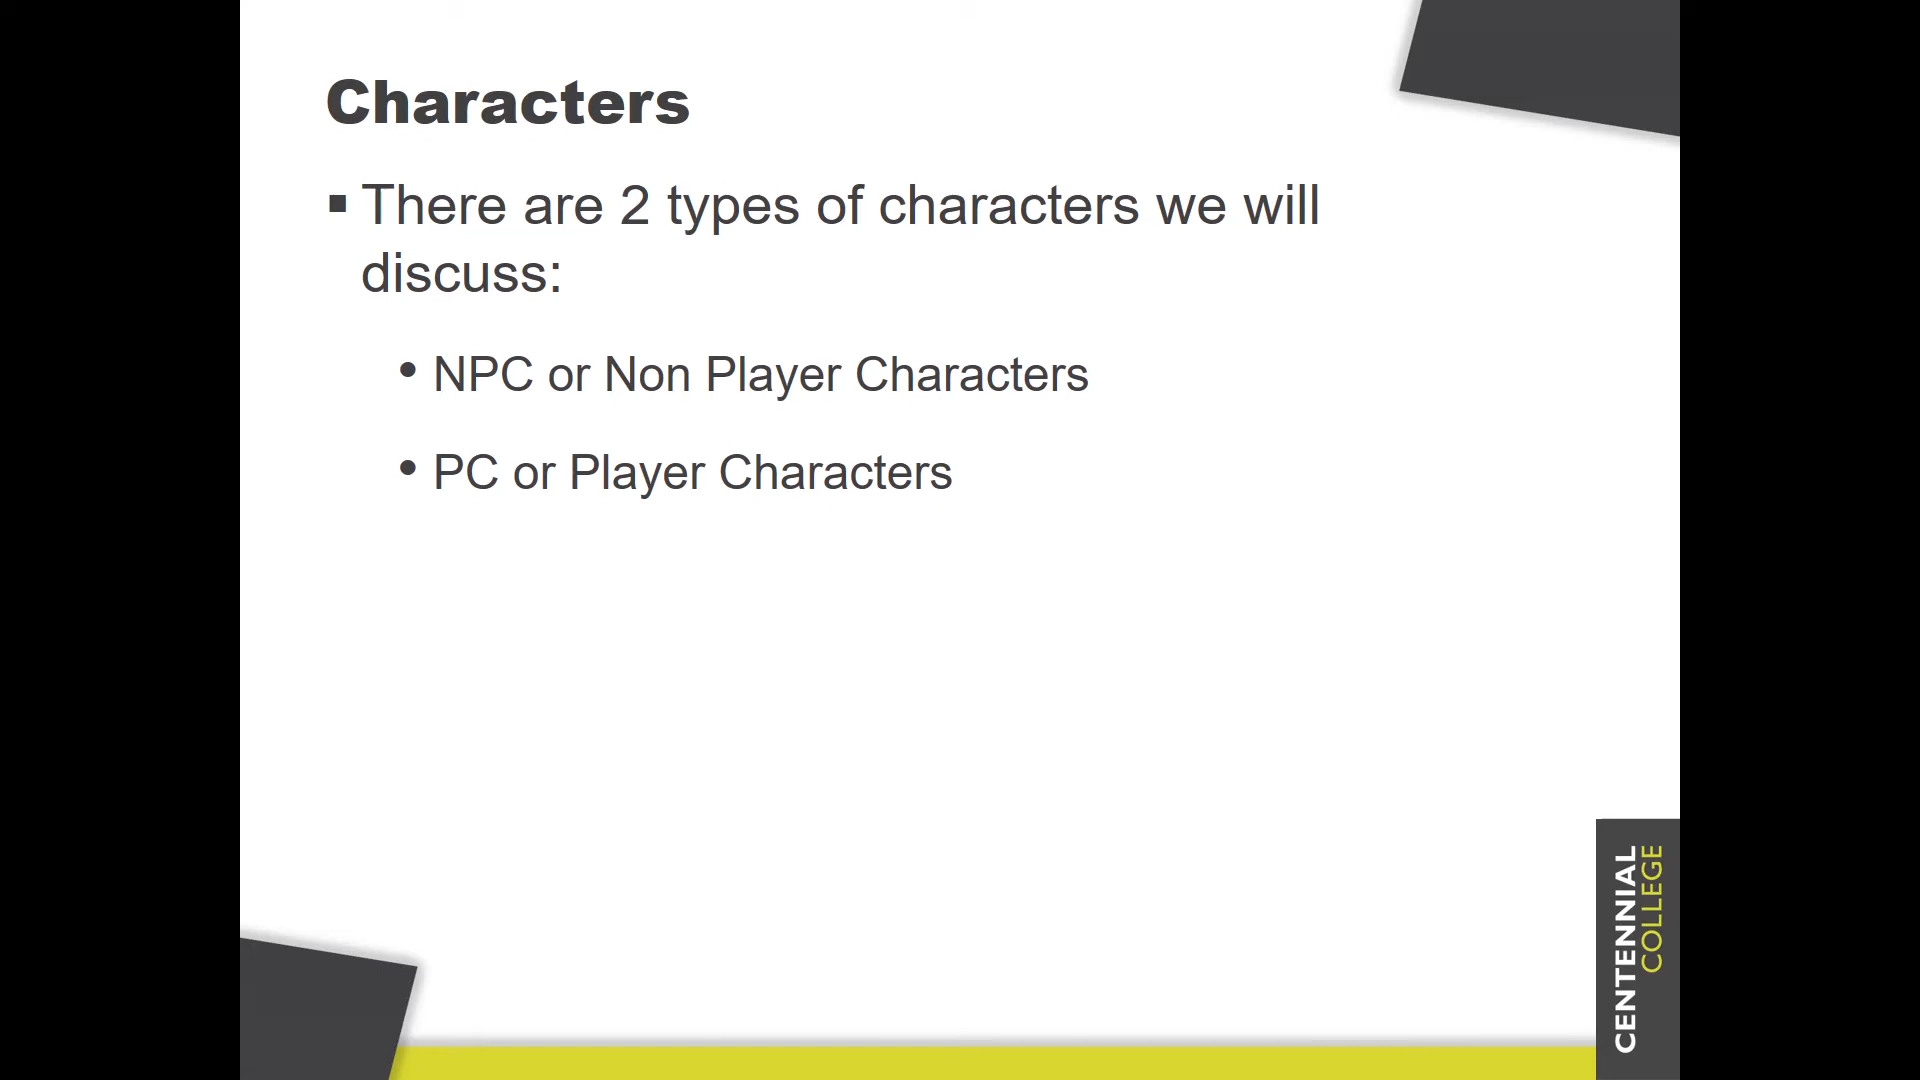 Characters
▪ There are 2 types of characters we will
discuss:
• NPC or Non Player Characters
• PC or Player Characters
CENTENNIAL
COLLEGE